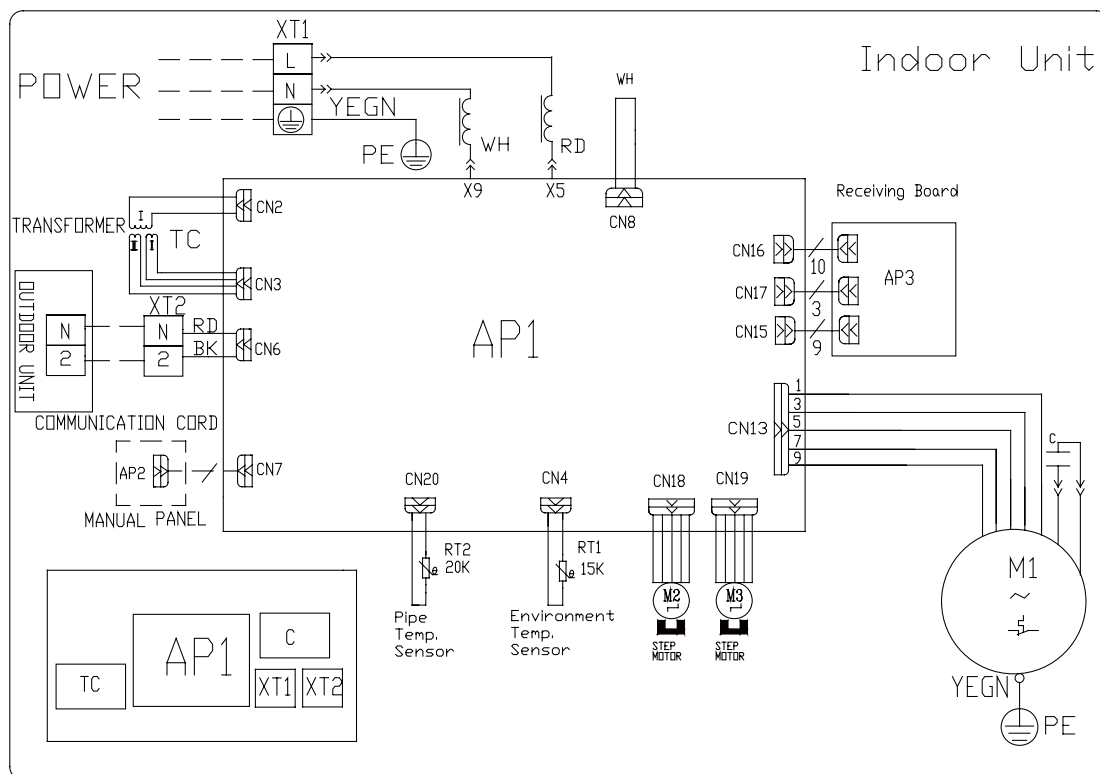 Indoor Unit
POWER
XT1
L
N
YEGN
PE
WH
RD
WH
X9
X5
CN8
Receiving Board
TRANSFORMER
I
II
I
TC
CN2
CN3
CN16
10
CN17
3
CN15
9
AP3
AP1
OUTDOOR UNIT
N
2
XT2
N
2
RD
BK
CN6
COMMUNICATION CORD
AP2
CN7
MANUAL PANEL
CN13
1
3
5
7
9
C
CN20
CN4
CN18
CN19
RT2
20K
RT1
15K
Pipe
Temp.
Sensor
Environment
Temp.
Sensor
M2
M3
STEP
MOTOR
STEP
MOTOR
M1
~
YEGN
PE
AP1
C
TC
XT1
XT2